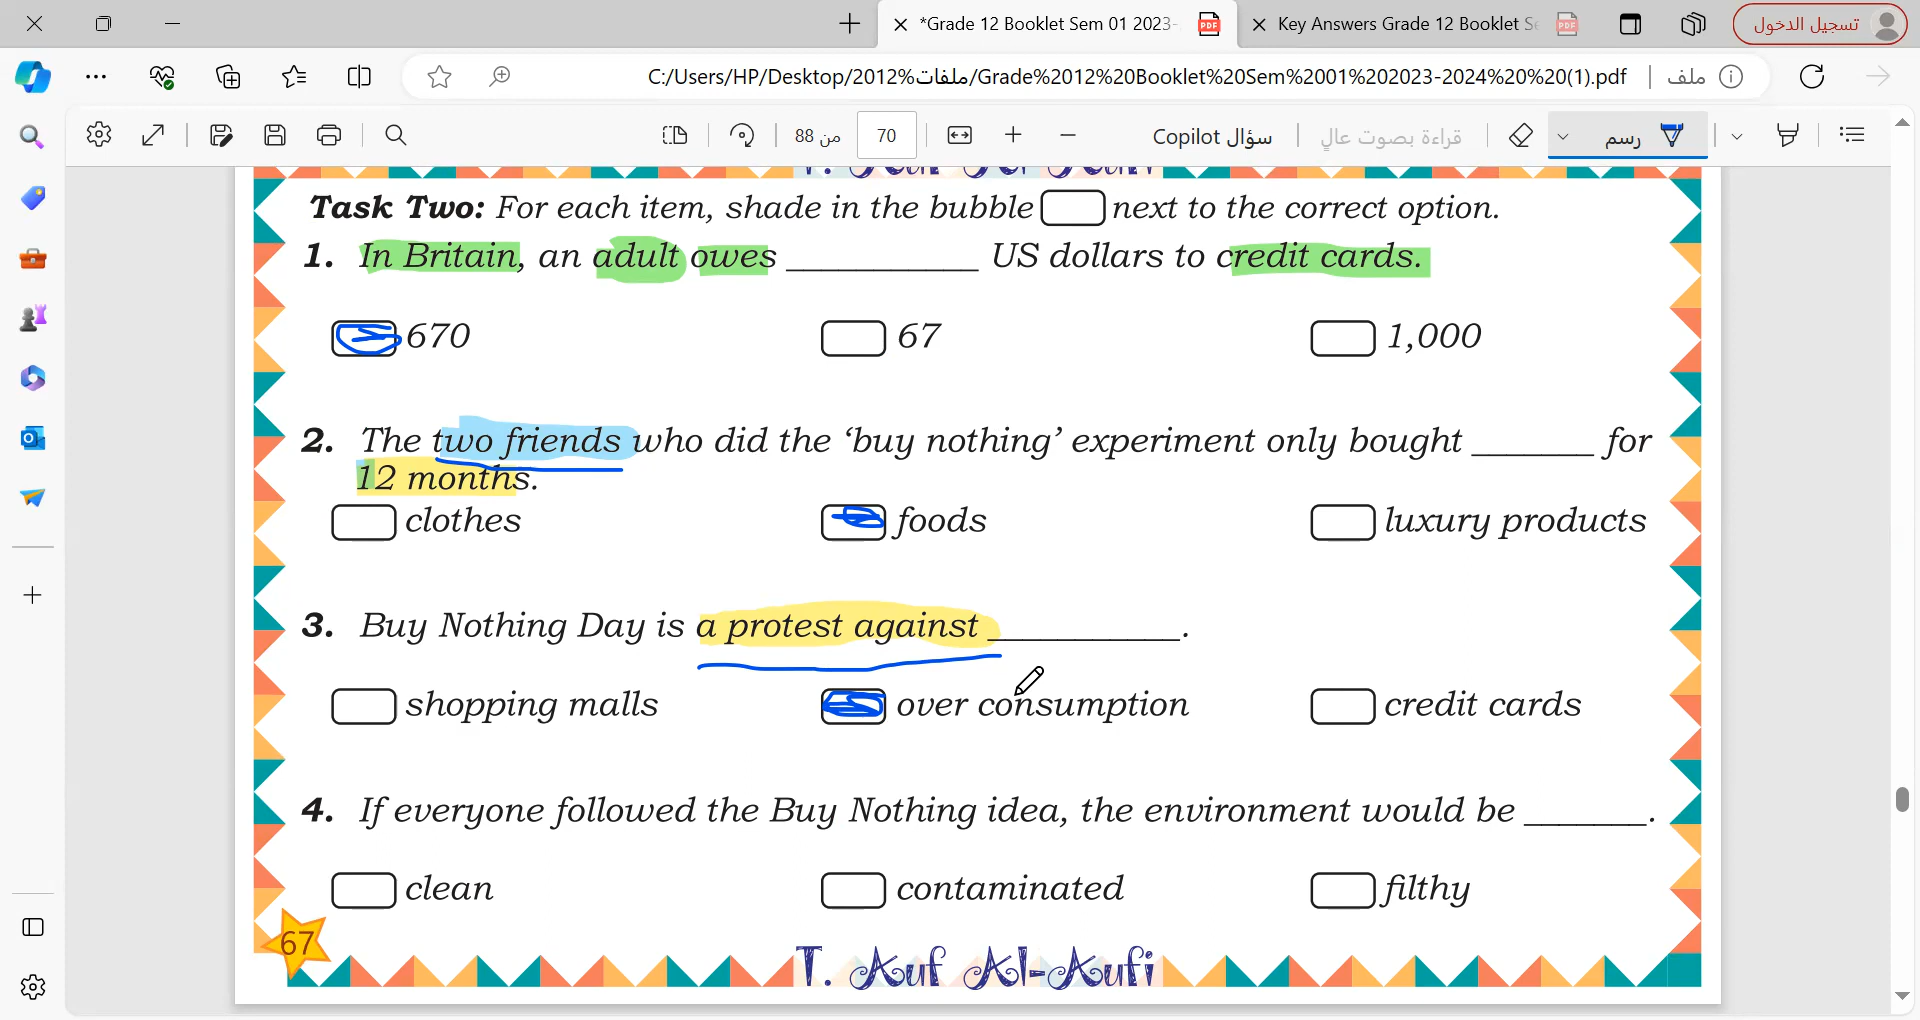 *Grade 12 Booklet Sem 01 2023-
Key Answers Grade 12 Booklet Se
تسجيل الدخول
C:/Users/HP/Desktop/2012%ملفات/Grade%2012%20Booklet%20Sem%2001%202023-2024%20%20(1).pdf
ملف
88 من
70
سؤال Copilot
قراءة بصوت عالٍ
رسم
Task Two: For each item, shade in the bubble next to the correct option.
1. In Britain, an adult owes ___________ US dollars to credit cards.
670 67 1,000
2. The two friends who did the ‘buy nothing’ experiment only bought _______ for
12 months.
clothes foods luxury products
3. Buy Nothing Day is a protest against ___________.
shopping malls over consumption credit cards
4. If everyone followed the Buy Nothing idea, the environment would be _______.
clean contaminated filthy
67
T. Auf Al-Aufi